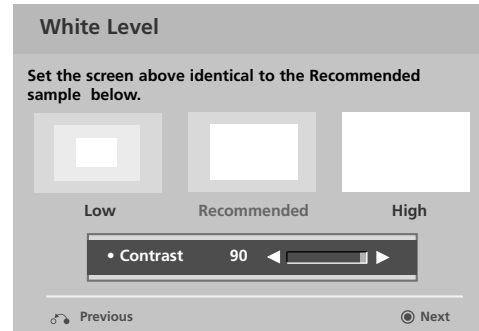 White Level
Set the screen above identical to the Recommended
sample below.
Low Recommended High
• Contrast 90
Previous Next